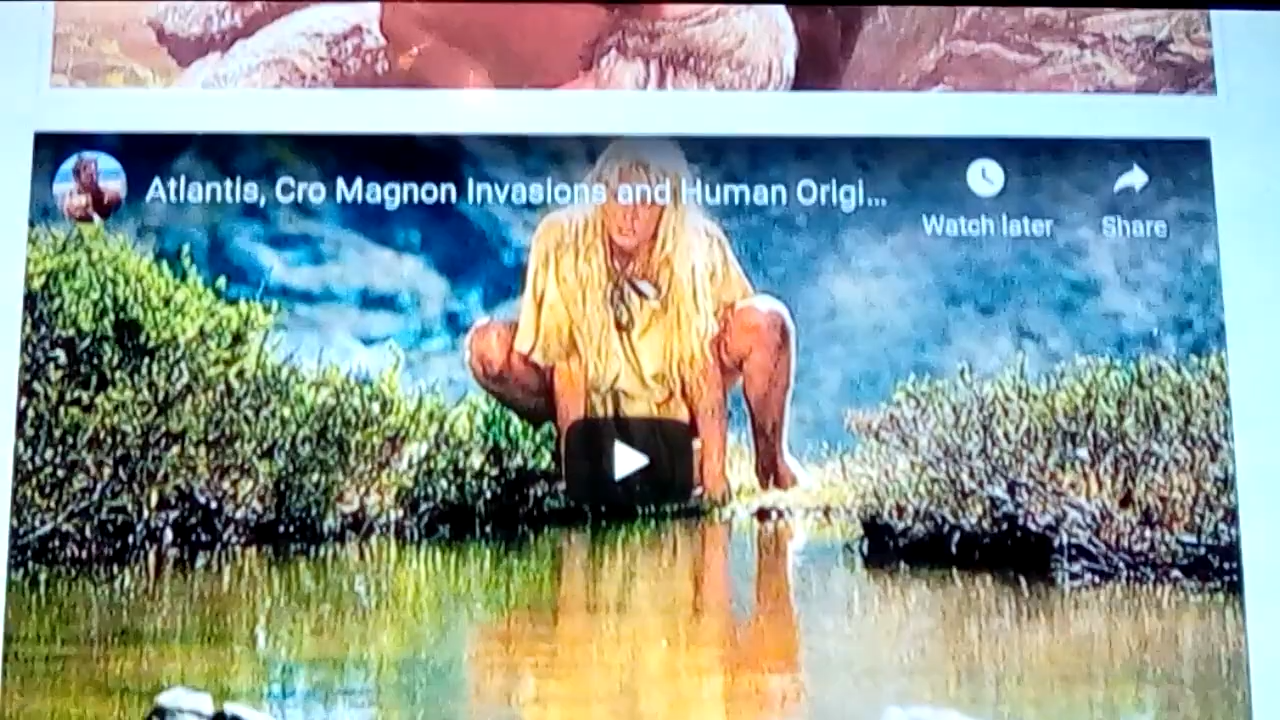 Atlantis, Cro Magnon Invasions and Human Origi...
Watch later
Share